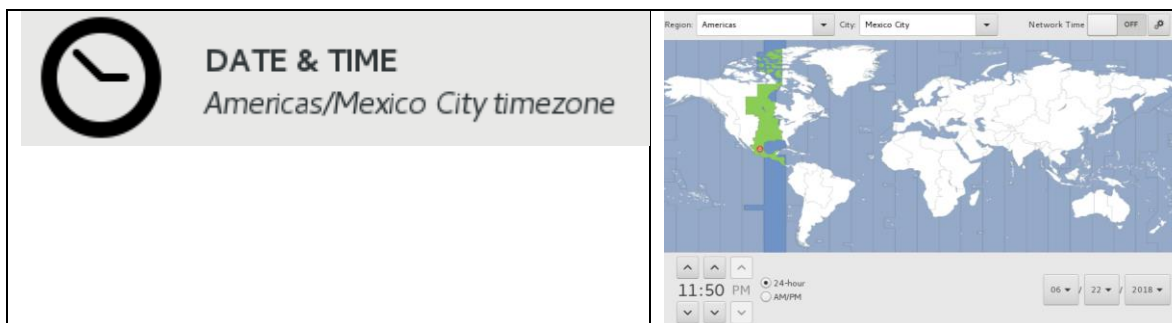 DATE & TIME
Americas/Mexico City timezone
Region: Americas City: Mexico City Network Time OFF
11:50 PM
24-hour
AM/PM
06 / 22 / 2018